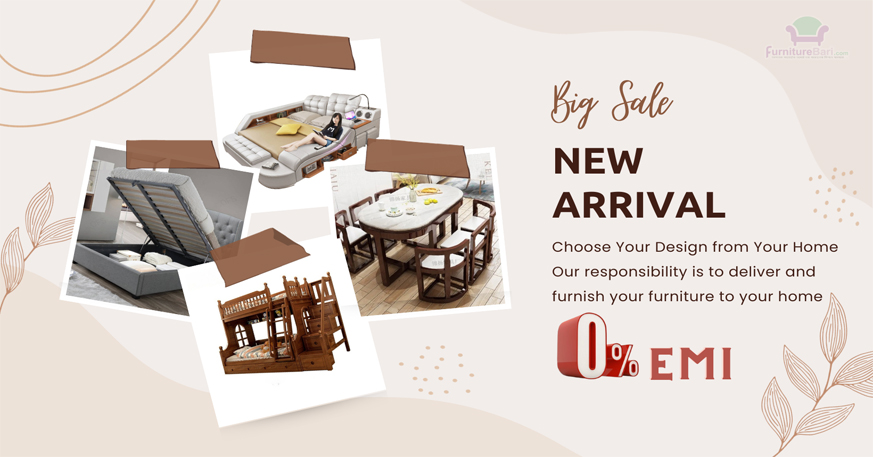 FurnitureBari.com
Big Sale
NEW
ARRIVAL
Choose Your Design from Your Home
Our responsibility is to deliver and
furnish your furniture to your home
0% EMI